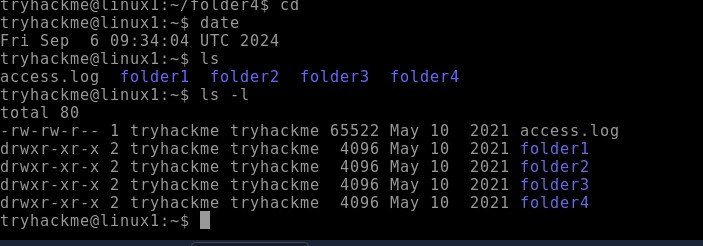 tryhackme@linux1:~/folder4$ cd
tryhackme@linux1:~$ date
Fri Sep  6 09:34:04 UTC 2024
tryhackme@linux1:~$ ls
access.log  folder1  folder2  folder3  folder4
tryhackme@linux1:~$ ls -l
total 80
-rw-rw-r-- 1 tryhackme tryhackme 65522 May 10  2021 access.log
drwxr-xr-x 2 tryhackme tryhackme  4096 May 10  2021 folder1
drwxr-xr-x 2 tryhackme tryhackme  4096 May 10  2021 folder2
drwxr-xr-x 2 tryhackme tryhackme  4096 May 10  2021 folder3
drwxr-xr-x 2 tryhackme tryhackme  4096 May 10  2021 folder4
tryhackme@linux1:~$